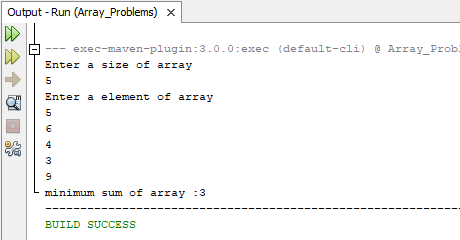 Output - Run (Array_Problems) ×
--- exec-maven-plugin:3.0.0:exec (default-cli) @ Array_Prob
Enter a size of array
5
Enter a element of array
5
6
4
3
9
minimum sum of array :3
------------------------------------------------------------
BUILD SUCCESS